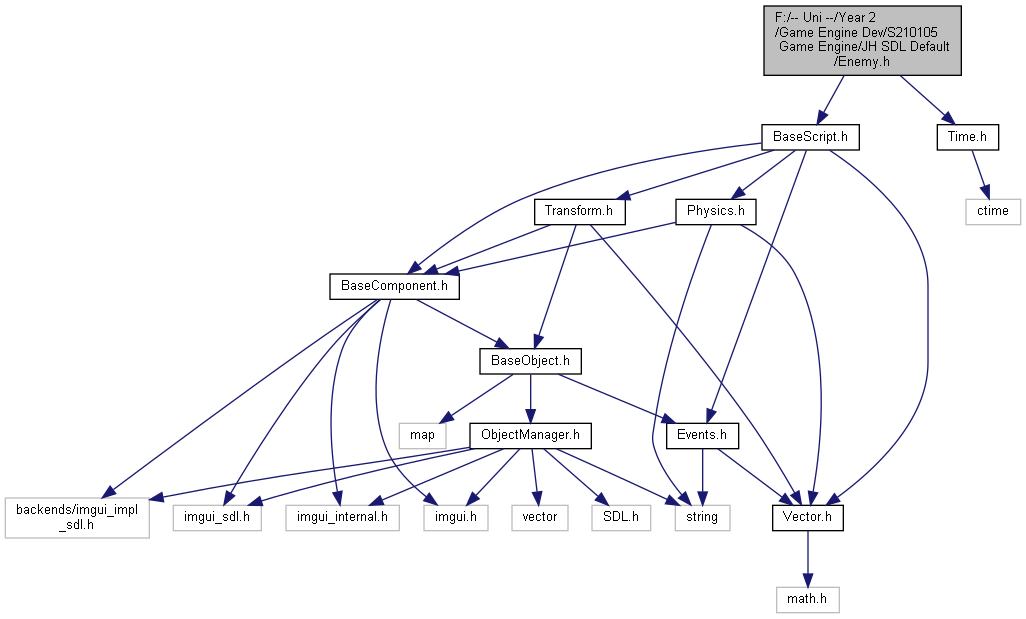 F:/-- Uni --/Year 2
/Game Engine Dev/S210105
Game Engine/JH SDL Default
/Enemy.h
BaseScript.h
Time.h
Transform.h
Physics.h
ctime
BaseComponent.h
BaseObject.h
map
ObjectManager.h
Events.h
backends/imgui_impl
_sdl.h
imgui_sdl.h
imgui_internal.h
imgui.h
vector
SDL.h
string
Vector.h
math.h